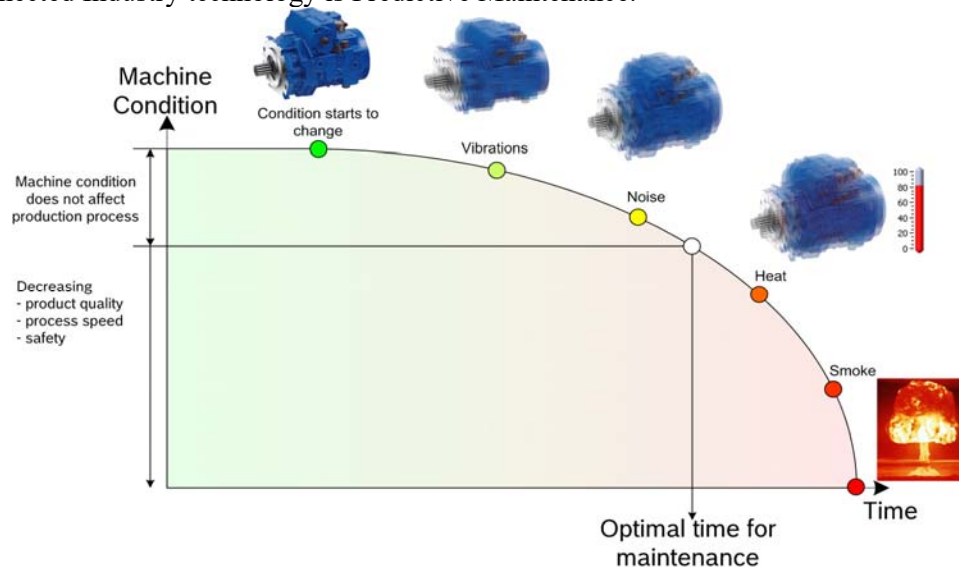 Machine
Condition
Condition starts to
change
Vibrations
Noise
Machine condition
does not affect
production process
100
80
60
40
20
0
Heat
Decreasing
- product quality
- process speed
- safety
Smoke
Time
Optimal time for
maintenance